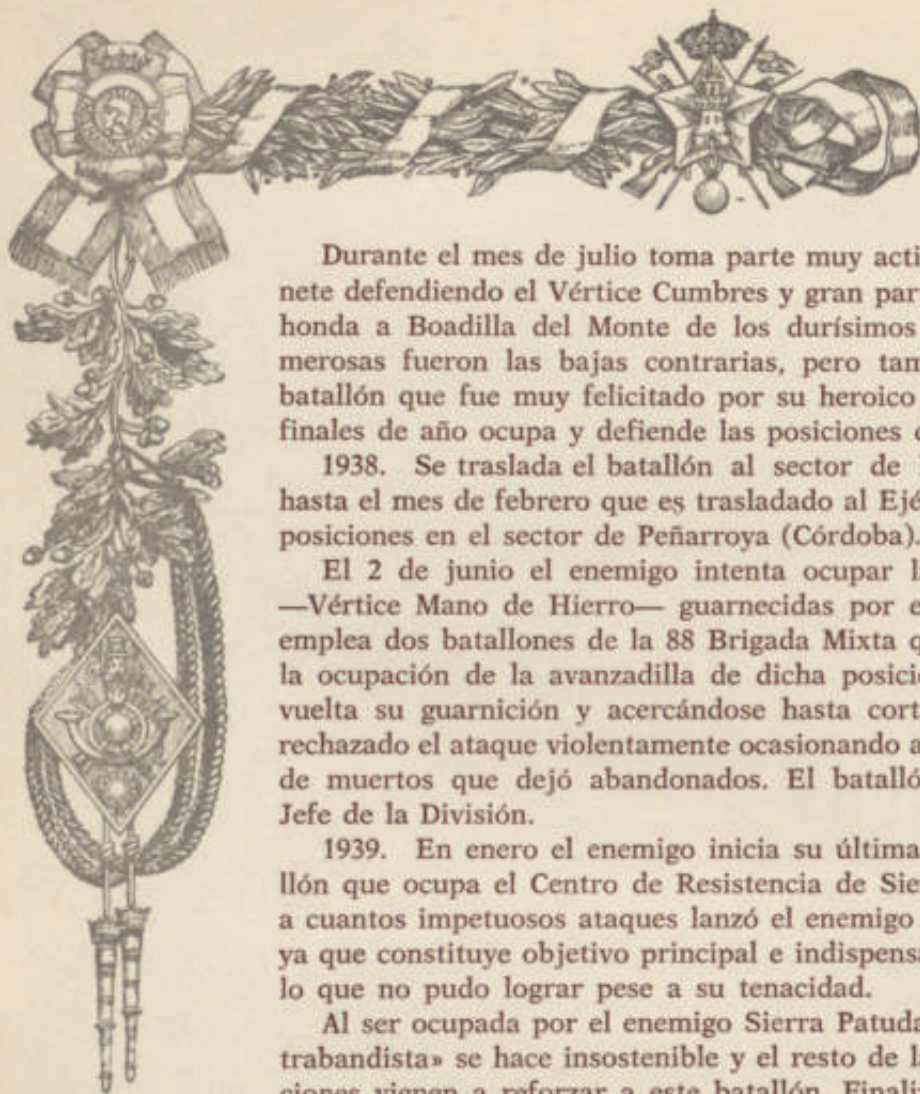 Durante el mes de julio toma parte muy acti
nete defendiendo el Vértice Cumbres y gran par
honda a Boadilla del Monte de los durísimos
merosas fueron las bajas contrarias, pero tam
batallón que fue muy felicitado por su heroico
finales de año ocupa y defiende las posiciones
1938. Se traslada el batallón al sector de
hasta el mes de febrero que es trasladado al Ejé
posiciones en el sector de Peñarroya (Córdoba).
El 2 de junio el enemigo intenta ocupar l
—Vértice Mano de Hierro— guarnecidas por
emplea dos batallones de la 88 Brigada Mixta q
la ocupación de la avanzadilla de dicha posici
vuelta su guarnición y acercándose hasta cort
rechazado el ataque violentamente ocasionando a
de muertos que dejó abandonados. El batalló
Jefe de la División.
1939. En enero el enemigo inicia su última
llón que ocupa el Centro de Resistencia de Sie
a cuantos impetuosos ataques lanzó el enemigo
ya que constituye objetivo principal e indispensa
lo que no pudo lograr pese a su tenacidad.
Al ser ocupada por el enemigo Sierra Patuda
trabandista» se hace insostenible y el resto de l
ciones vienen a reforzar a este batallón. Finali